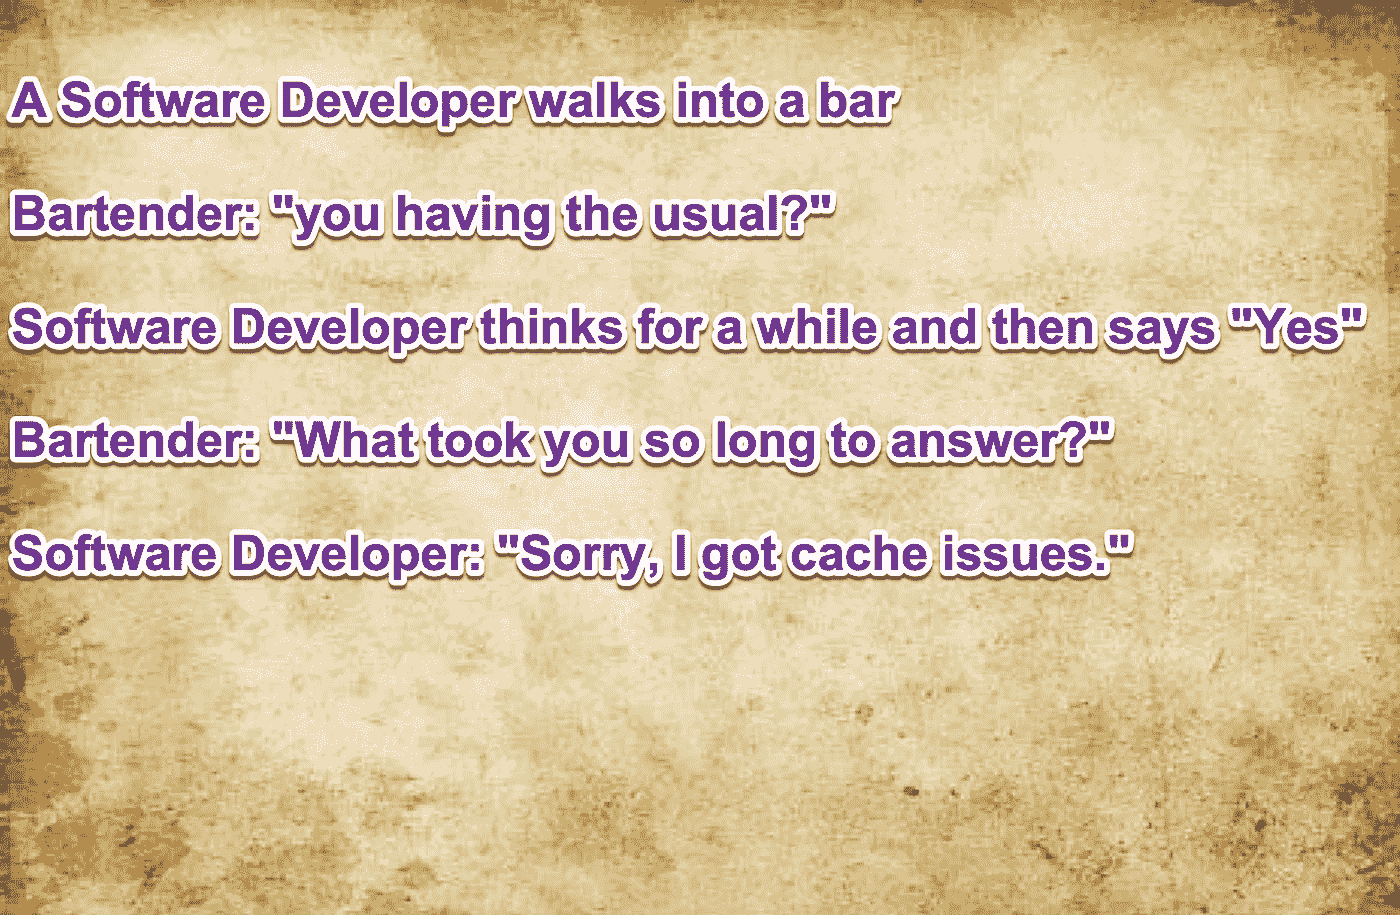 A Software Developer walks into a bar
Bartender: "you having the usual?"
Software Developer thinks for a while and then says "Yes"
Bartender: "What took you so long to answer?"
Software Developer: "Sorry, I got cache issues."